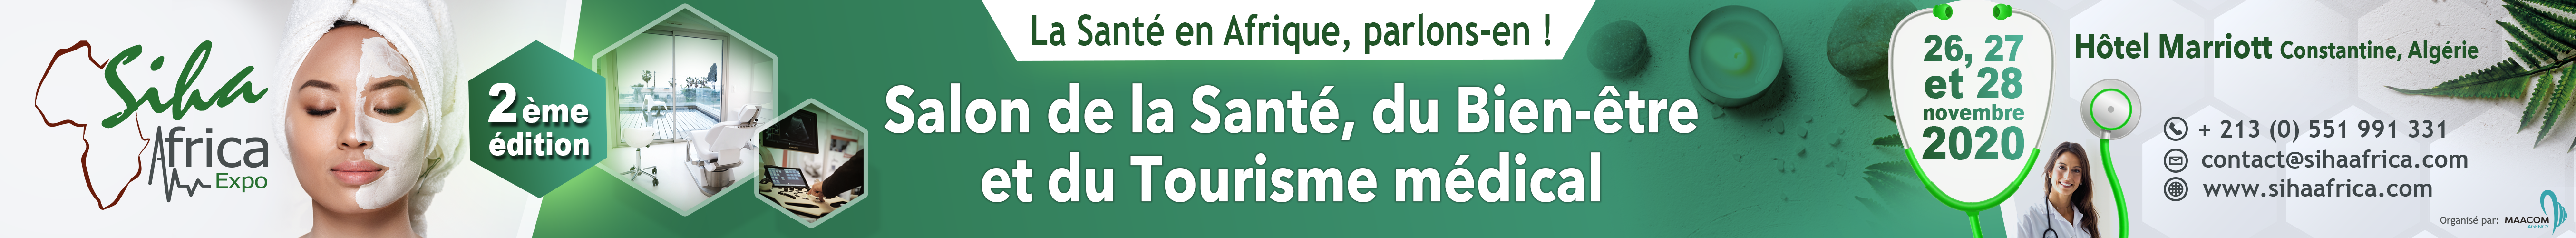 Siha
Africa
Expo
2ème
édition
La Santé en Afrique, parlons-en !
Salon de la Santé, du Bien-être
et du Tourisme médical
26, 27
et 28
novembre
2020
Hôtel Marriott Constantine, Algérie
+ 213 (0) 551 991 331
contact@sihaafrica.com
www.sihaafrica.com
Organisé par: MAACOM
AGENCY